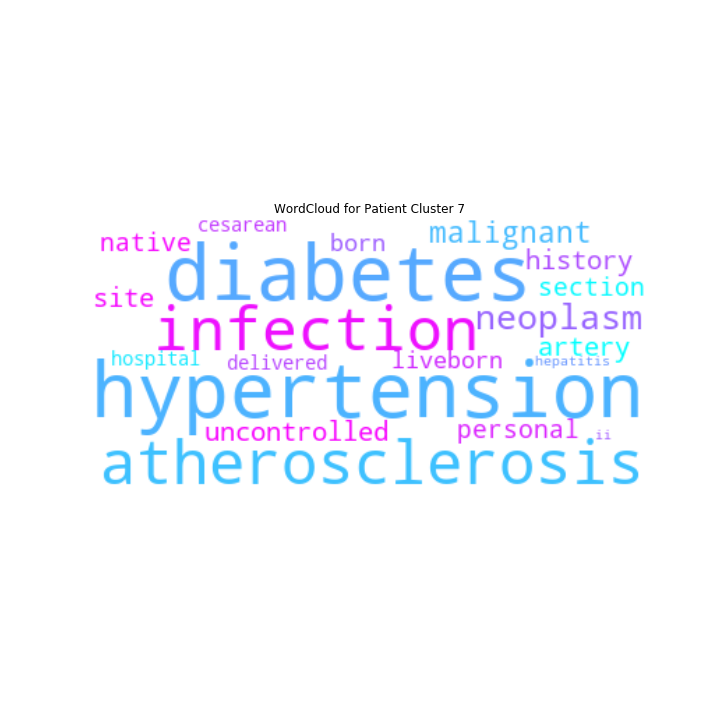 WordCloud for Patient Cluster 7
cesarean
native
born
malignant
diabetes
history
site
section
infection
neoplasm
artery
hospital
delivered
liveborn
hepatitis
hypertension
uncontrolled
personal
ii
atherosclerosis